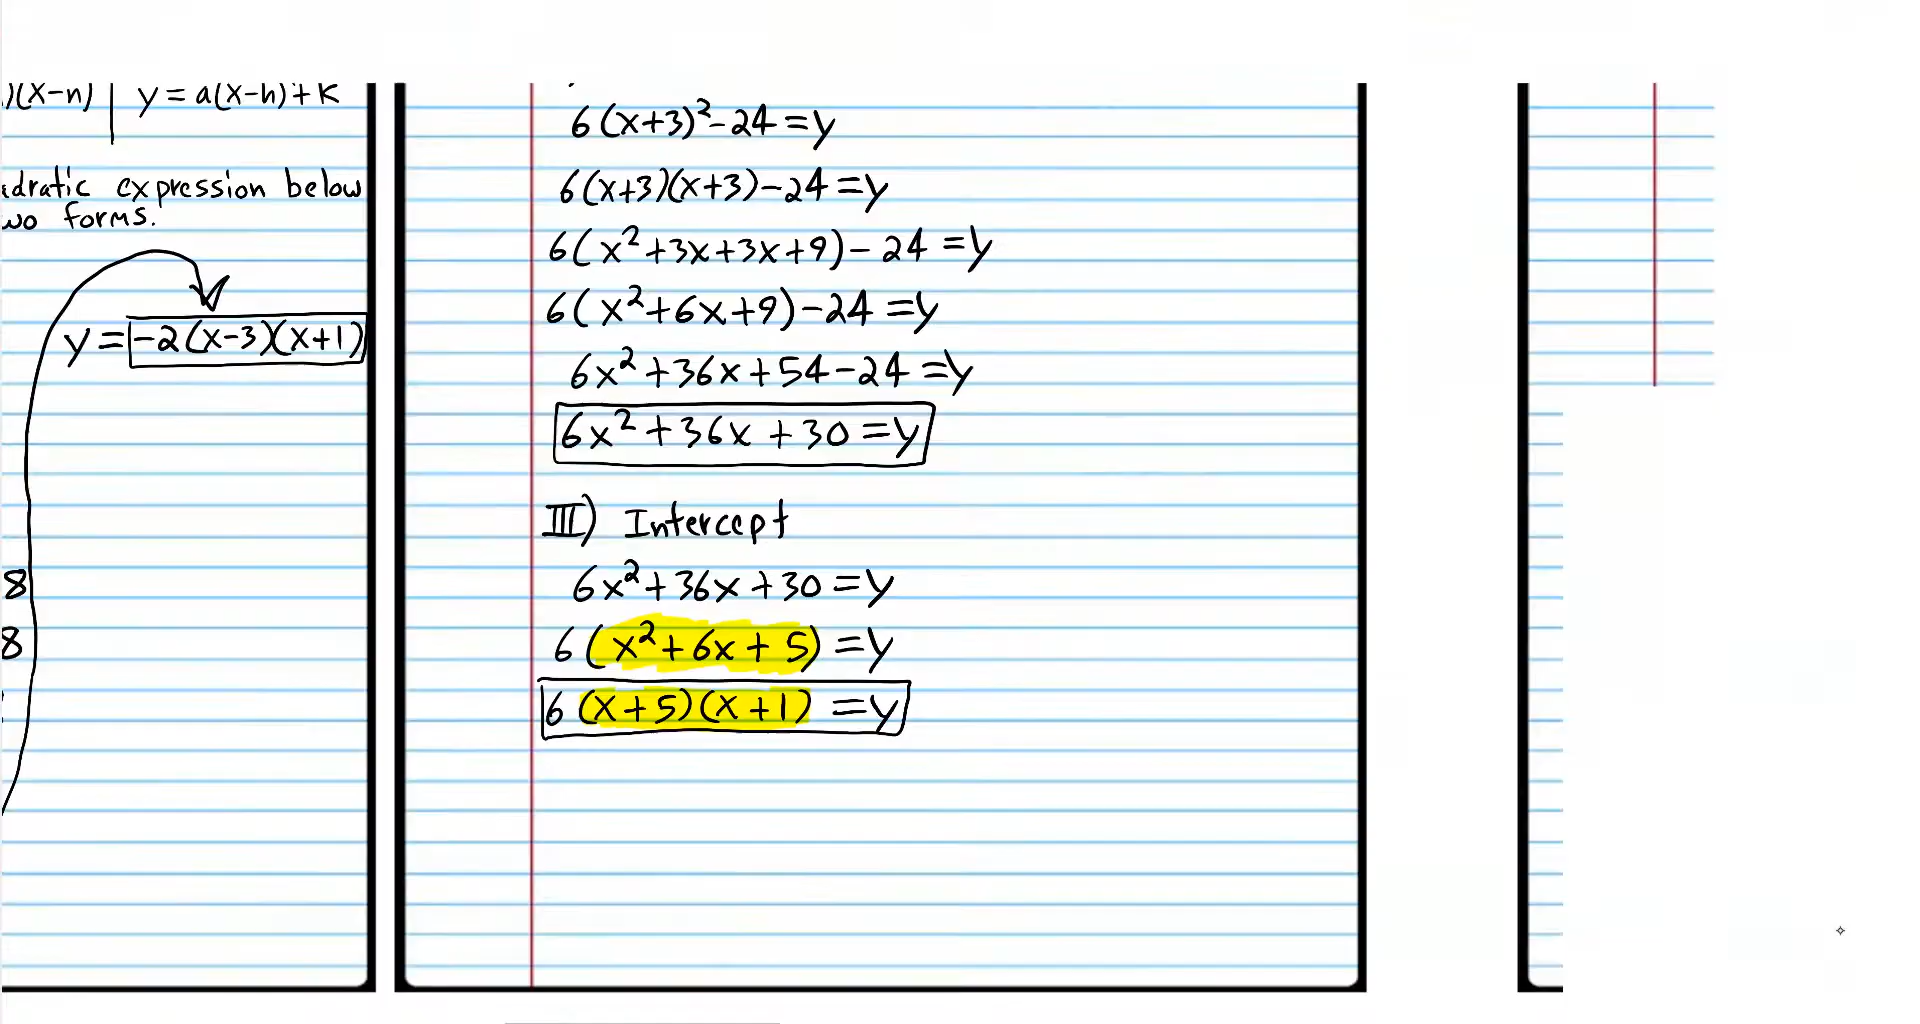 )(x-n) | y = a(x-h)+k
adratic expression below
wo forms.
y = -2(x-3)(x+1)
8
8
6(x+3)²-24=y
6(x+3)(x+3)-24=y
6(x²+3x+3x+9)-24=y
6(x²+6x+9)-24=y
6x²+36x+54-24=y
6x²+36x+30=y
III) Intercept
6x²+36x+30=y
6(x²+6x+5)=y
6(x+5)(x+1)=y